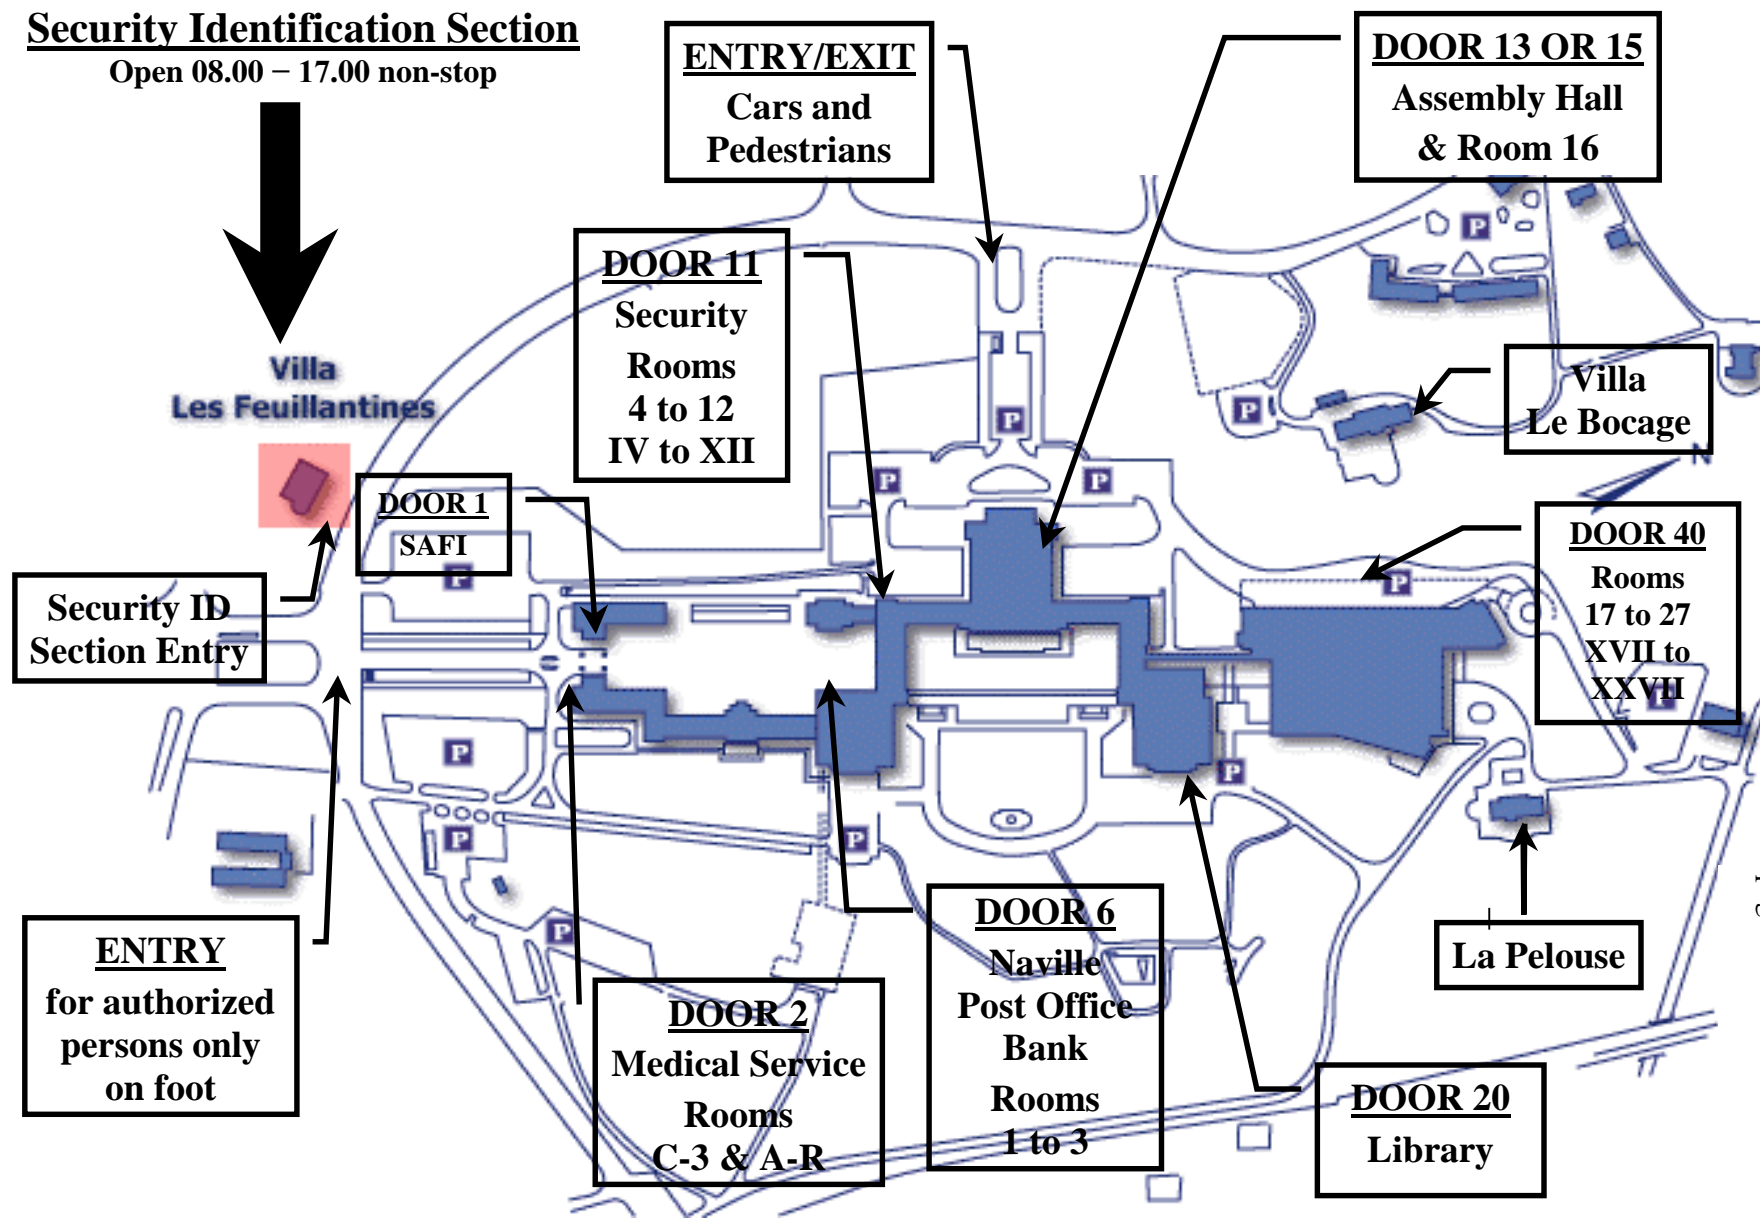 Security Identification Section
Open 08.00 – 17.00 non-stop
ENTRY/EXIT
Cars and
Pedestrians
DOOR 13 OR 15
Assembly Hall
& Room 16
DOOR 11
Security
Rooms
4 to 12
IV to XII
Villa
Les Feuillantines
Villa
Le Bocage
N
DOOR 1
SAFI
DOOR 40
Rooms
17 to 27
XVII to
XXVII
Security ID
Section Entry
P
P
P
P
P
P
P
P
P
P
P
P
P
P
ENTRY
for authorized
persons only
on foot
DOOR 2
Medical Service
Rooms
C-3 & A-R
DOOR 6
Naville
Post Office
Bank
Rooms
1 to 3
La Pelouse
DOOR 20
Library